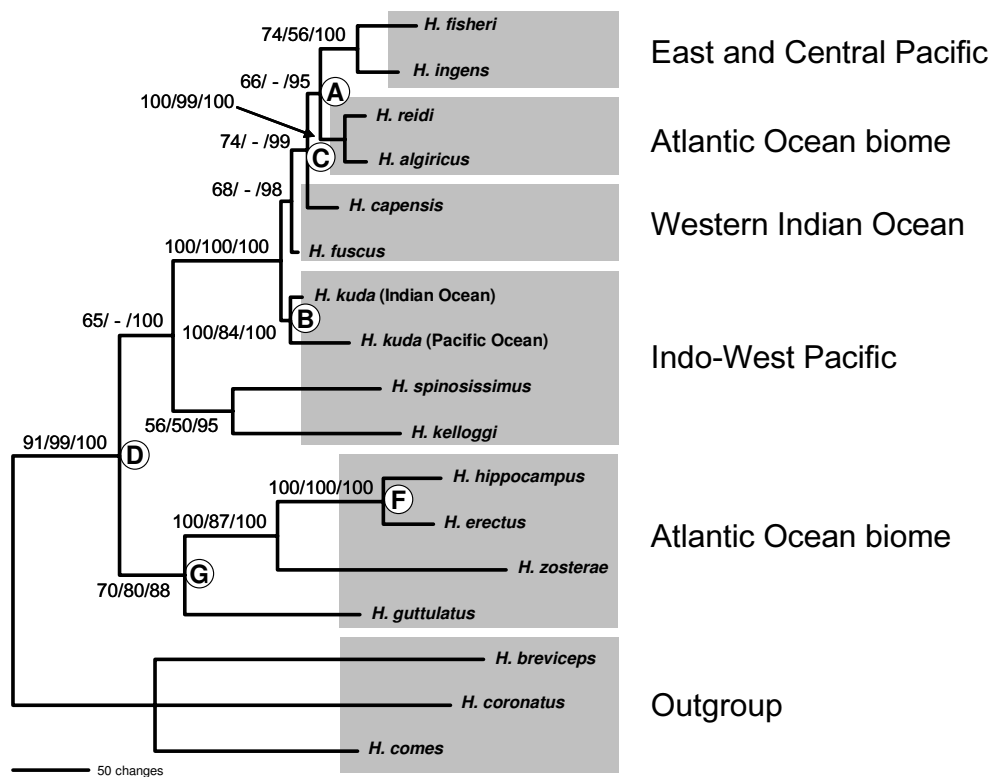 74/56/100
H. fisheri
East and Central Pacific
H. ingens
66/ - /95
A
100/99/100
H. reidi
Atlantic Ocean biome
74/ - /99
C
H. algiricus
68/ - /98
H. capensis
Western Indian Ocean
100/100/100
H. fuscus
H. kuda (Indian Ocean)
B
65/ - /100
100/84/100
H. kuda (Pacific Ocean)
Indo-West Pacific
H. spinosissimus
56/50/95
H. kelloggi
91/99/100
D
H. hippocampus
100/100/100
F
100/87/100
H. erectus
Atlantic Ocean biome
H. zosterae
G
70/80/88
H. guttulatus
H. breviceps
H. coronatus
Outgroup
H. comes
50 changes